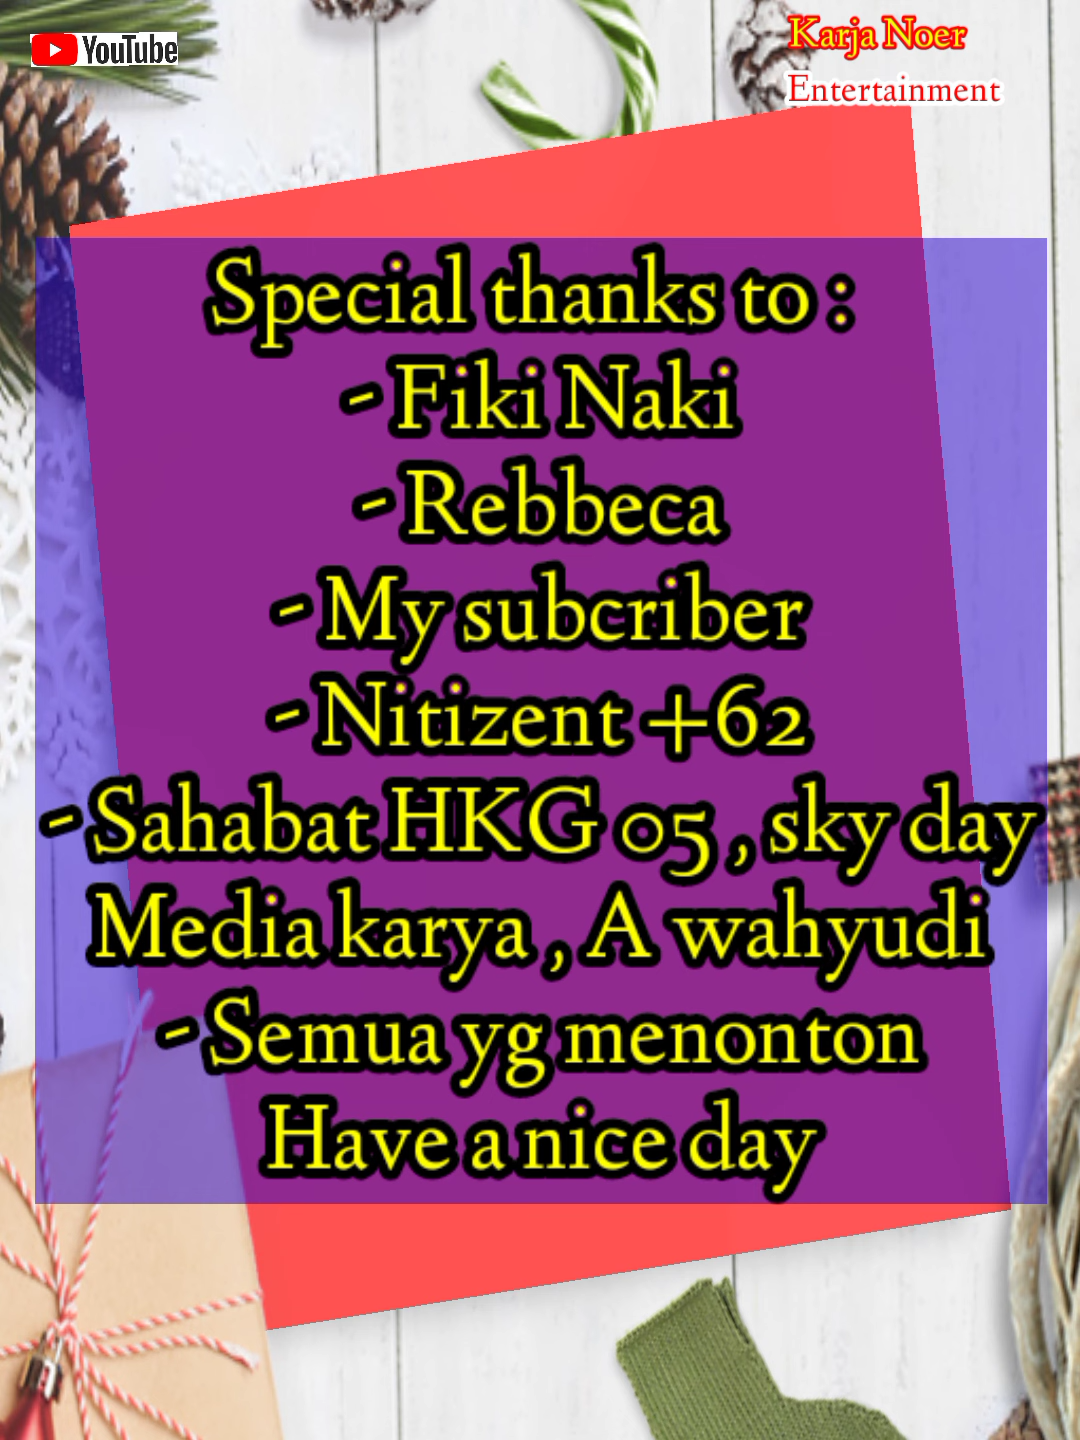 YouTube
Karja Noer
Entertainment
Special thanks to :
- Fiki Naki
- Rebbeca
- My subcriber
- Nitizent +62
- Sahabat HKG 05 , sky day
Media karya , A wahyudi
- Semua yg menonton
Have a nice day